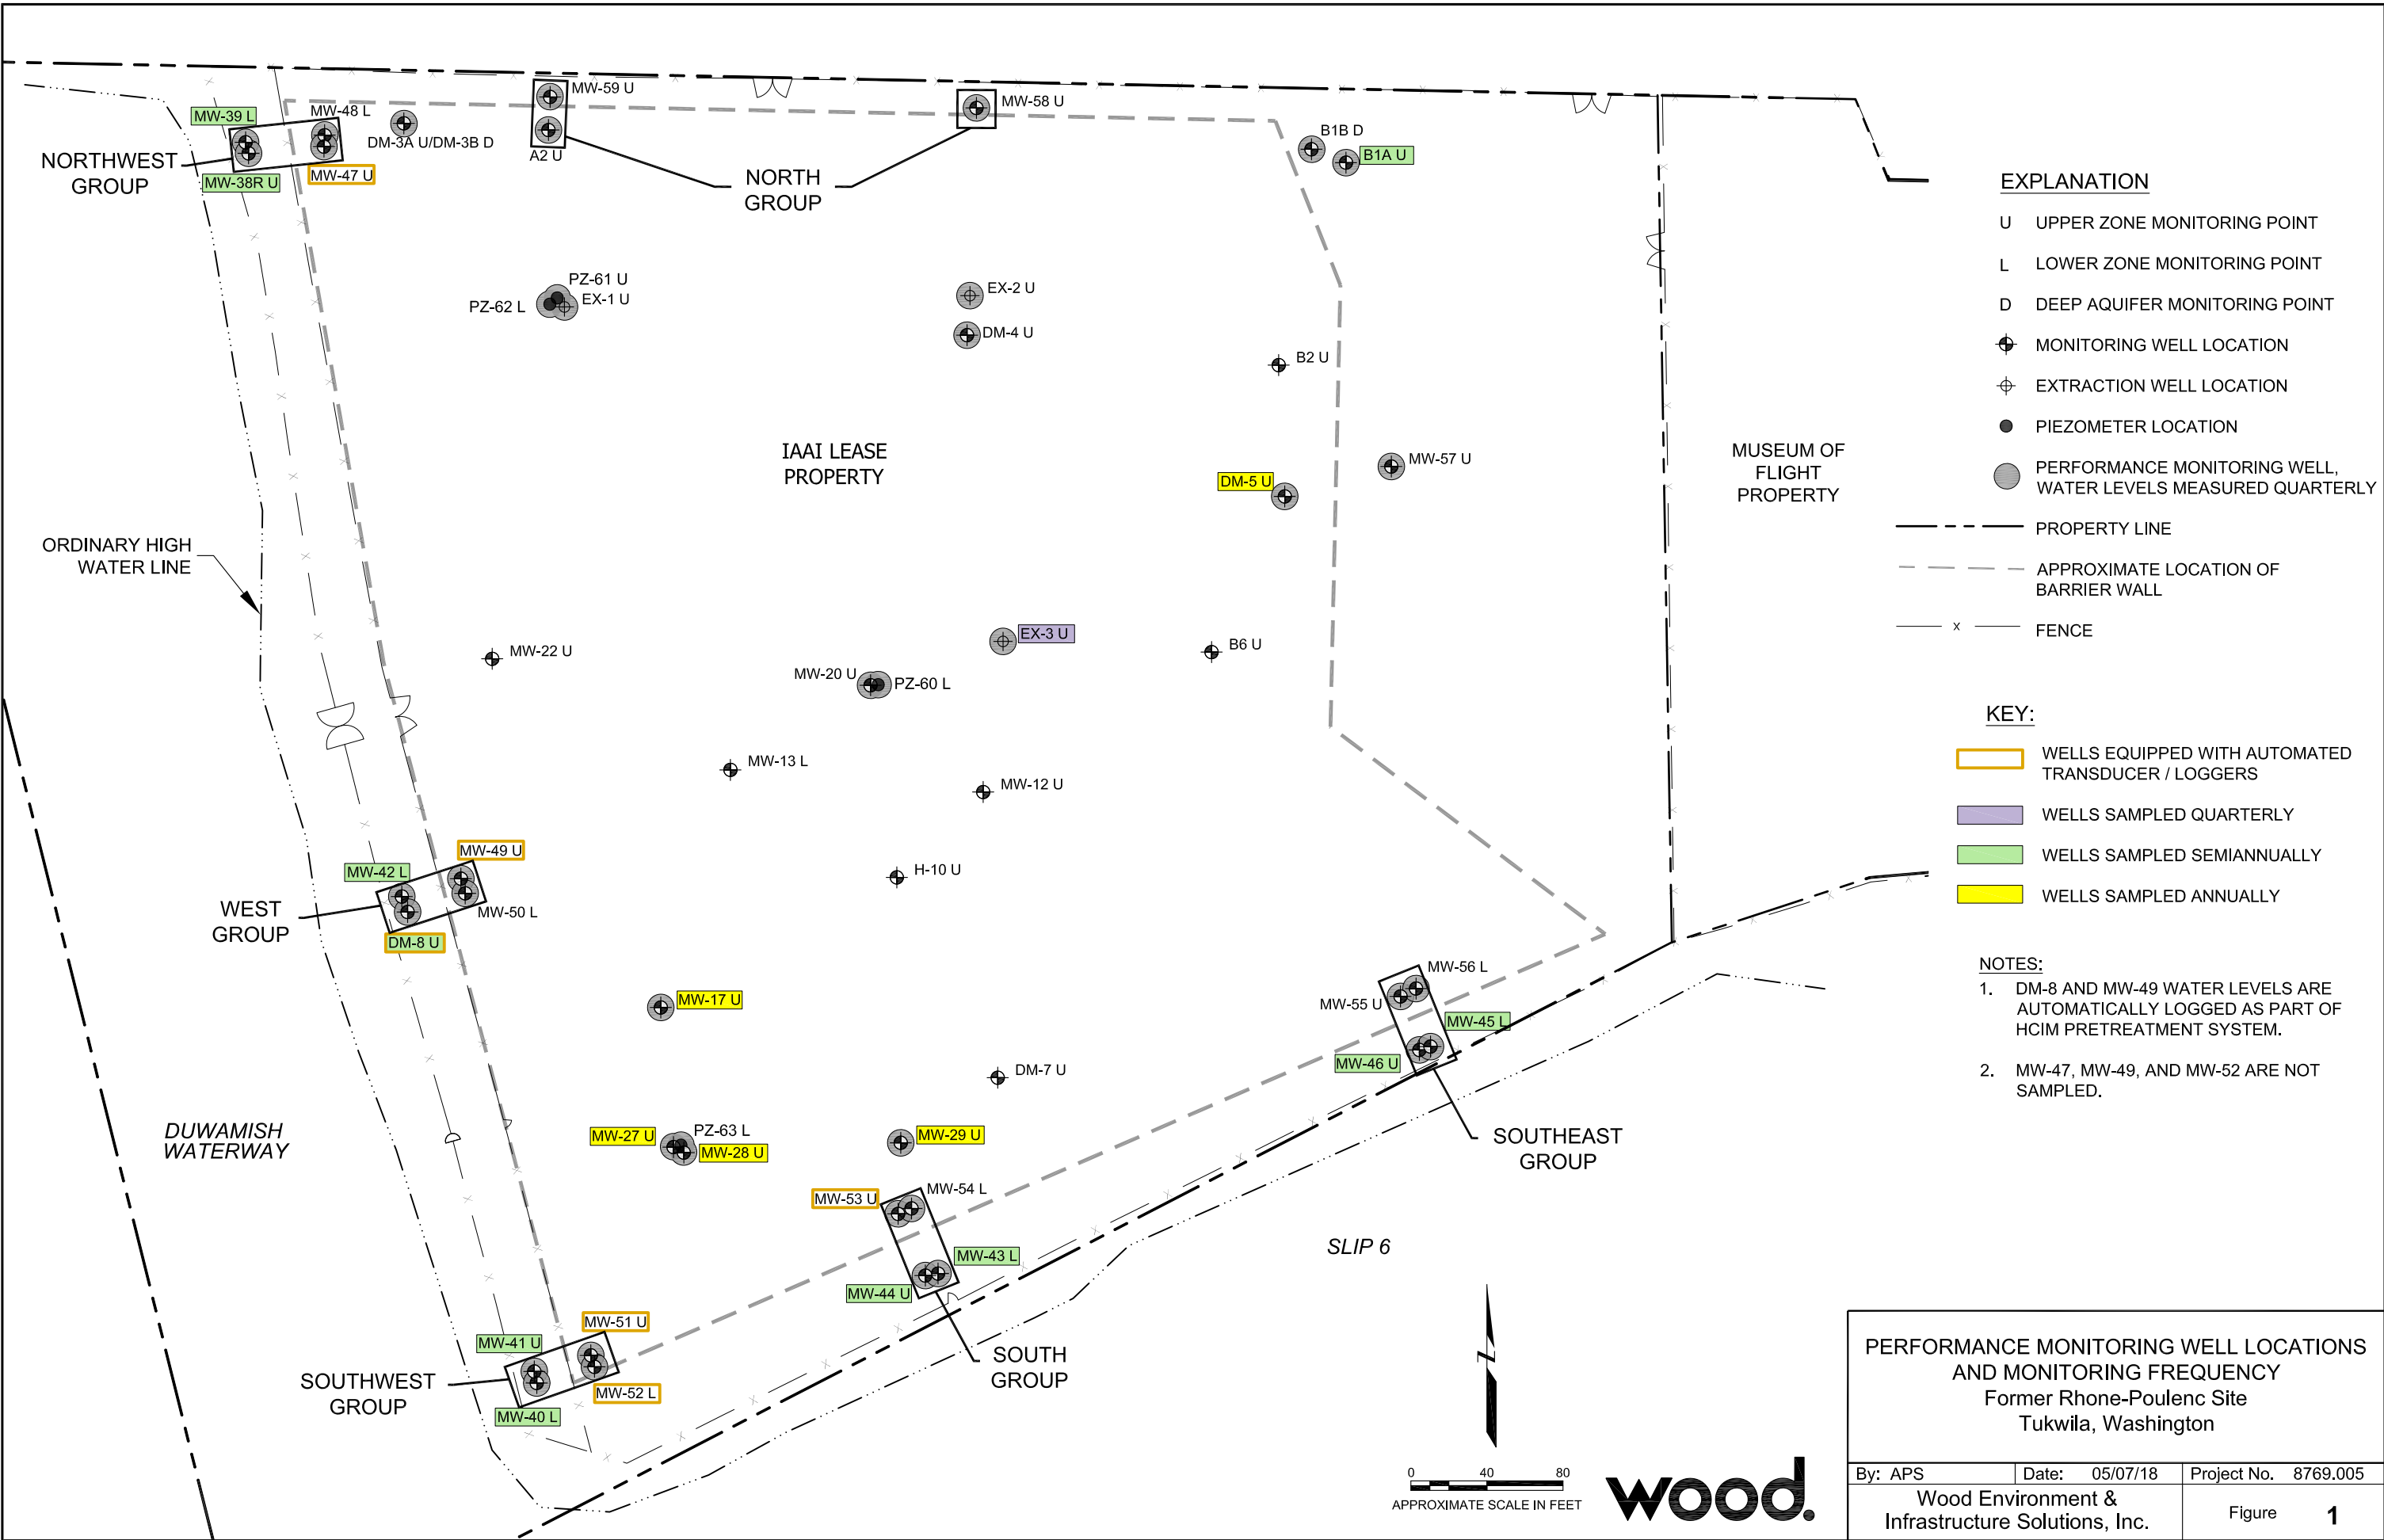 MW-39 L
MW-48 L
MW-59 U
MW-58 U
DM-3A U/DM-3B D
A2 U
B1B D
B1A U
NORTHWEST
GROUP
MW-38R U
MW-47 U
NORTH
GROUP
PZ-61 U
PZ-62 L
EX-1 U
EX-2 U
DM-4 U
B2 U
IAAI LEASE
PROPERTY
DM-5 U
MW-57 U
MUSEUM OF
FLIGHT
PROPERTY
ORDINARY HIGH
WATER LINE
MW-22 U
EX-3 U
B6 U
MW-20 U
PZ-60 L
MW-13 L
MW-12 U
MW-49 U
MW-42 L
H-10 U
WEST
GROUP
MW-50 L
DM-8 U
MW-17 U
MW-56 L
MW-55 U
MW-45 L
MW-46 U
DM-7 U
DUWAMISH
WATERWAY
MW-27 U
PZ-63 L
MW-28 U
MW-29 U
SOUTHEAST
GROUP
MW-53 U
MW-54 L
MW-43 L
MW-44 U
SLIP 6
MW-51 U
MW-41 U
SOUTHWEST
GROUP
MW-52 L
MW-40 L
SOUTH
GROUP
EXPLANATION
U UPPER ZONE MONITORING POINT
L LOWER ZONE MONITORING POINT
D DEEP AQUIFER MONITORING POINT
MONITORING WELL LOCATION
EXTRACTION WELL LOCATION
PIEZOMETER LOCATION
PERFORMANCE MONITORING WELL,
WATER LEVELS MEASURED QUARTERLY
PROPERTY LINE
APPROXIMATE LOCATION OF
BARRIER WALL
x FENCE
KEY:
WELLS EQUIPPED WITH AUTOMATED
TRANSDUCER / LOGGERS
WELLS SAMPLED QUARTERLY
WELLS SAMPLED SEMIANNUALLY
WELLS SAMPLED ANNUALLY
NOTES:
1. DM-8 AND MW-49 WATER LEVELS ARE
AUTOMATICALLY LOGGED AS PART OF
HCIM PRETREATMENT SYSTEM.
2. MW-47, MW-49, AND MW-52 ARE NOT
SAMPLED.
N
0 40 80
APPROXIMATE SCALE IN FEET
wood.
PERFORMANCE MONITORING WELL LOCATIONS
AND MONITORING FREQUENCY
Former Rhone-Poulenc Site
Tukwila, Washington
By: APS Date: 05/07/18 Project No. 8769.005
Wood Environment &
Infrastructure Solutions, Inc.
Figure 1